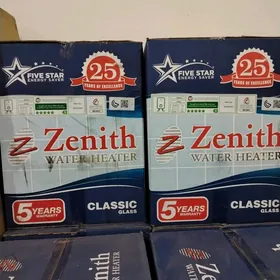 FIVE STAR
ENERGY SAVER
25
YEARS OF EXCELLENCE
Zenith
WATER HEATER
5 YEARS
WARRANTY
CLASSIC
GLASS
FIVE STAR
ENERGY SAVER
25
YEARS OF EXCELLENCE
Zenith
WATER HEATER
5 YEARS
WARRANTY
CLASSIC
GLASS